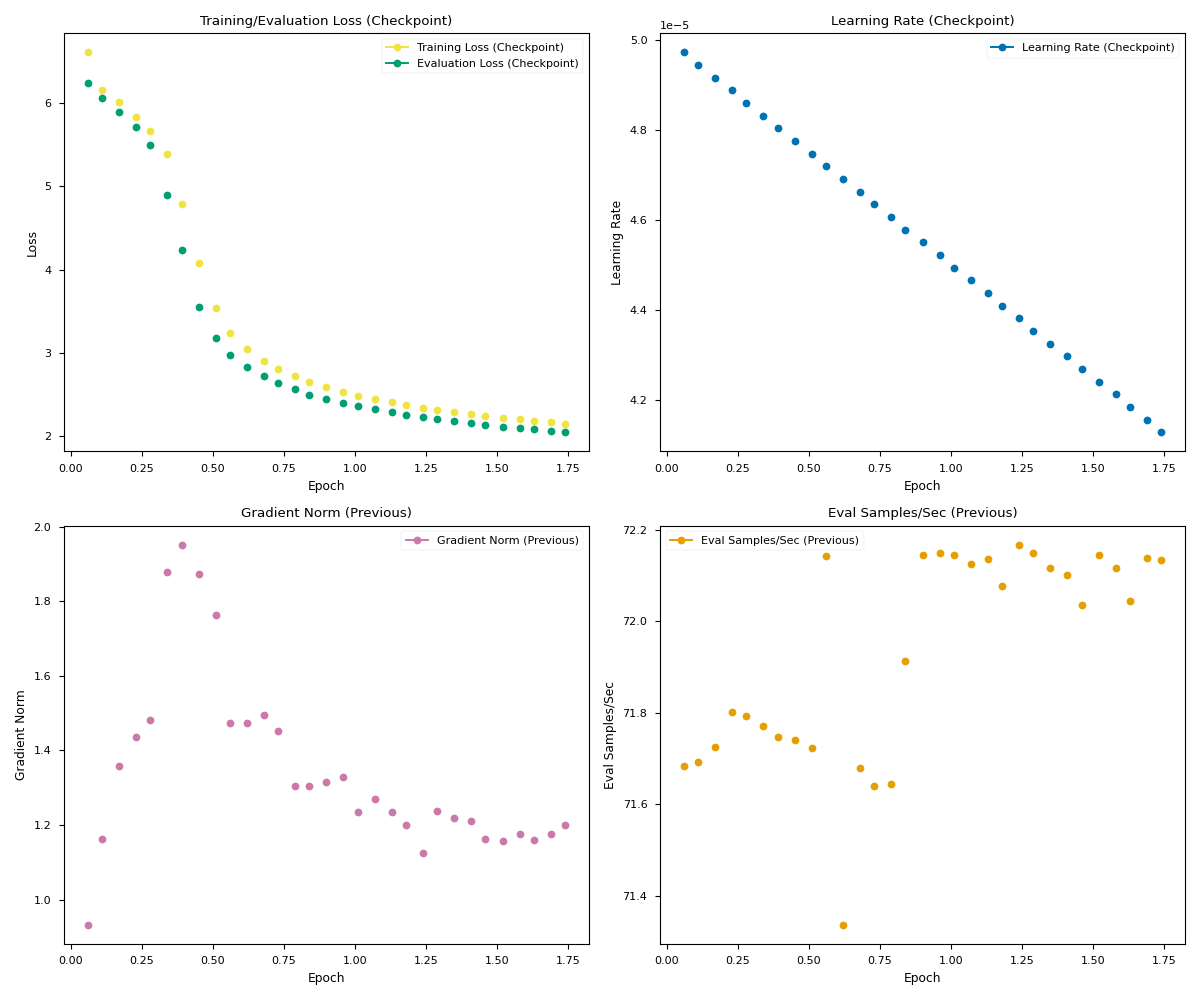 Training/Evaluation Loss (Checkpoint)
Training Loss (Checkpoint)
Evaluation Loss (Checkpoint)
Loss
6
5
4
3
2
0.00 0.25 0.50 0.75 1.00 1.25 1.50 1.75
Epoch
Learning Rate (Checkpoint)
1e−5
Learning Rate (Checkpoint)
Learning Rate
5.0
4.8
4.6
4.4
4.2
0.00 0.25 0.50 0.75 1.00 1.25 1.50 1.75
Epoch
Gradient Norm (Previous)
Gradient Norm (Previous)
Gradient Norm
2.0
1.8
1.6
1.4
1.2
1.0
0.00 0.25 0.50 0.75 1.00 1.25 1.50 1.75
Epoch
Eval Samples/Sec (Previous)
Eval Samples/Sec (Previous)
Eval Samples/Sec
72.2
72.0
71.8
71.6
71.4
0.00 0.25 0.50 0.75 1.00 1.25 1.50 1.75
Epoch